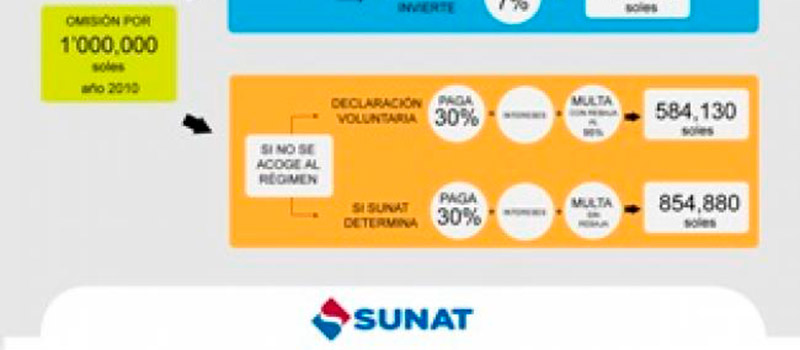 OMISIÓN POR
1'000,000
soles
año 2010
INVIERTE
7%
soles
SI NO SE
ACOGE AL
RÉGIMEN
DECLARACIÓN
VOLUNTARIA
PAGA
30%
INTERESES
MULTA
CON REBAJA
AL
95%
584,130
soles
SI SUNAT
DETERMINA
PAGA
30%
INTERESES
MULTA
SIN
REBAJA
854,880
soles
SUNAT